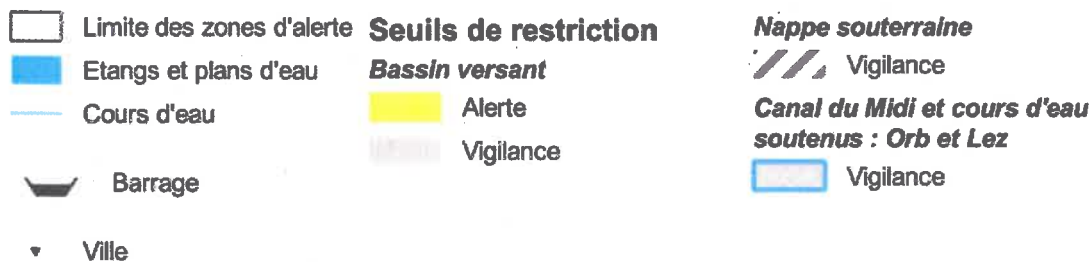 Limite des zones d'alerte
Etangs et plans d'eau
Cours d'eau
Barrage
Ville
Seuils de restriction
Bassin versant
Alerte
Vigilance
Nappe souterraine
Vigilance
Canal du Midi et cours d'eau
soutenus : Orb et Lez
Vigilance